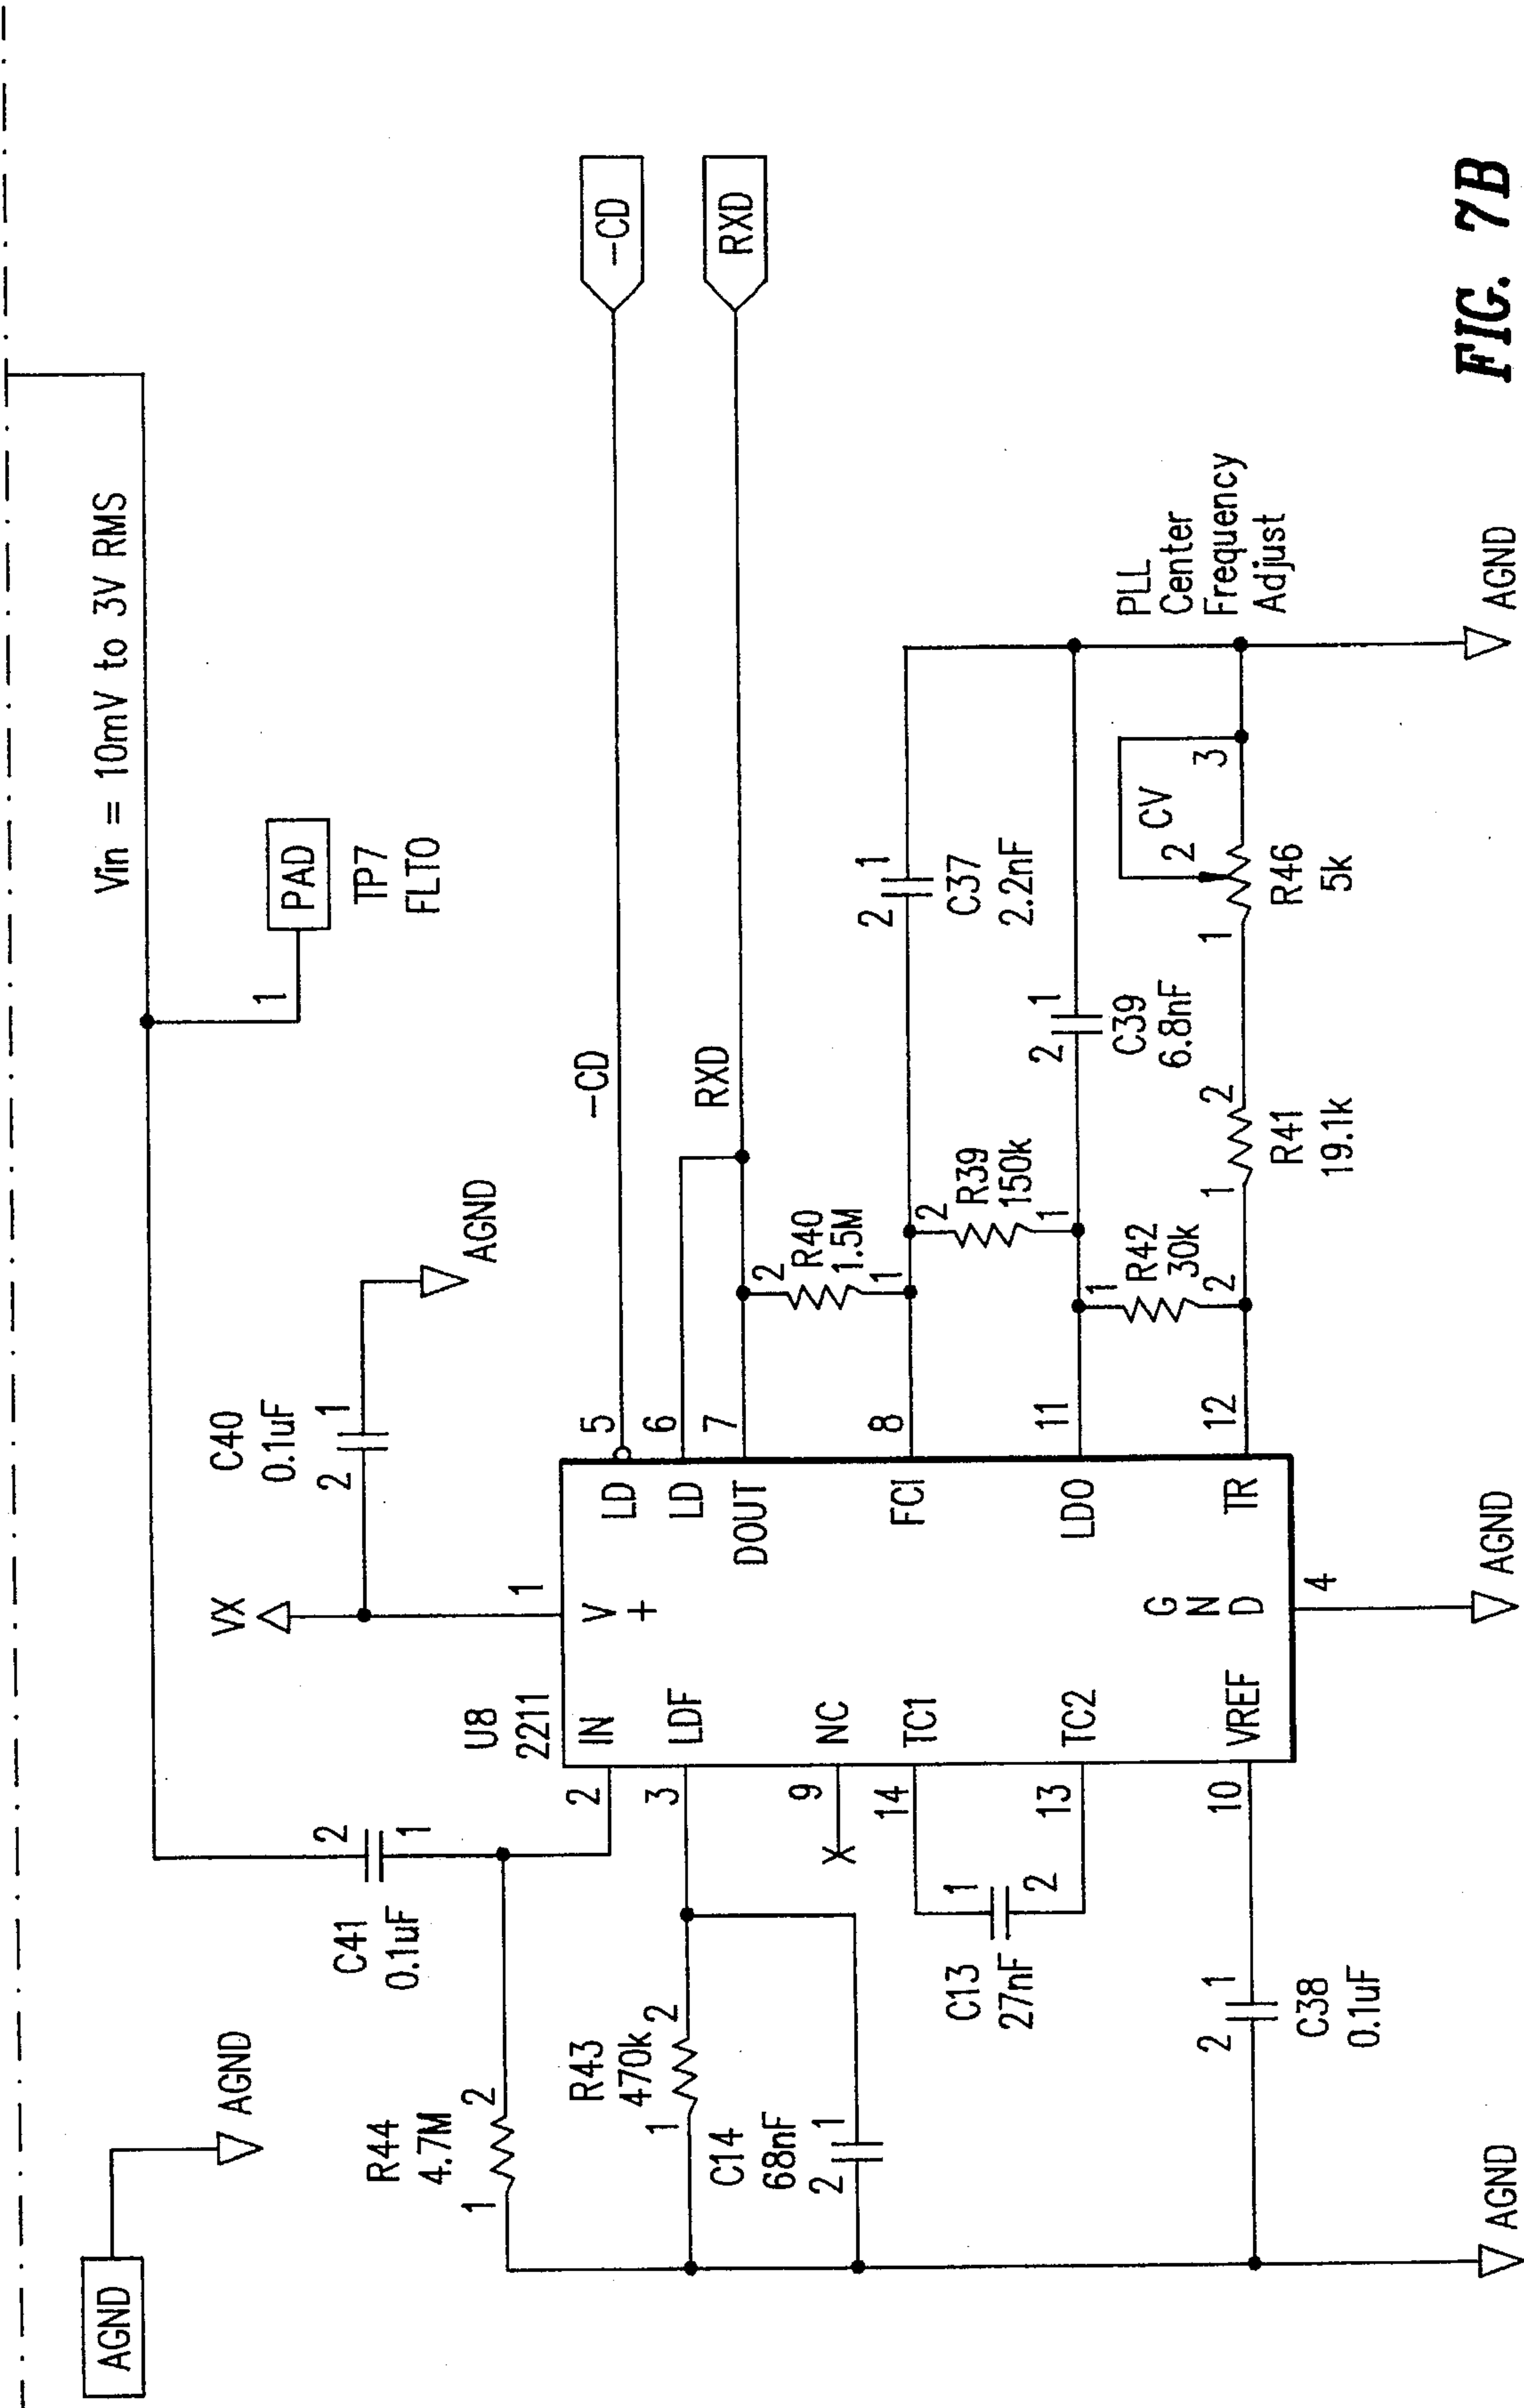 Vin = 10mV to 3V RMS
AGND
AGND
PAD
1
TP7
FLTO
VX
C40
0.1uF
2
1
AGND
C41
0.1uF
2
1
R44
4.7M
1
2
-CD
-CD
RXD
RXD
U8
2211
IN
LDF
NC
TC1
TC2
VREF
V
+
G
N
D
LD
LD
DOUT
FCI
LDO
TR
1
2
3
9
14
13
10
4
5
6
7
8
11
12
R43
470k
1
2
C14
68nF
2
1
C13
27nF
1
2
C38
0.1uF
2
1
X
R40
1.5M
2
1
R39
150k
2
1
R42
30k
1
2
C37
2.2nF
2
1
C39
6.8nF
2
1
R41
19.1k
1
2
R46
5k
1
2
3
CV
PLL
Center
Frequency
Adjust
AGND
AGND
AGND
FIG. 7B